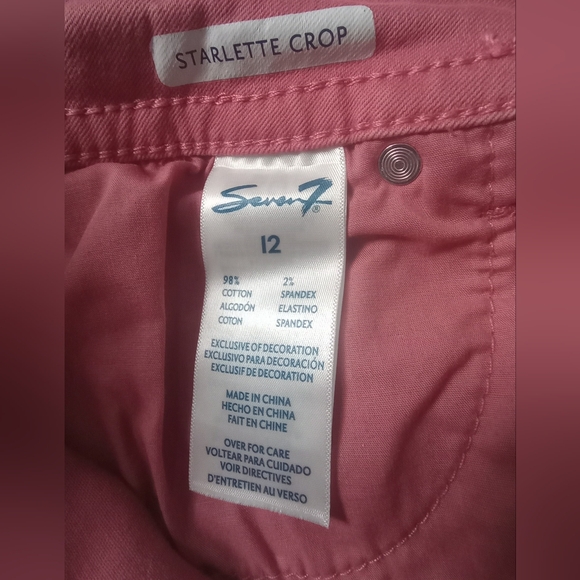 STARLETTE CROP
Seven7®
12
98% 2%
COTTON SPANDEX
ALGODÓN ELASTINO
COTON SPANDEX
EXCLUSIVE OF DECORATION
EXCLUSIVO PARA DECORACIÓN
EXCLUSIF DE DECORATION
MADE IN CHINA
HECHO EN CHINA
FAIT EN CHINE
OVER FOR CARE
VOLTEAR PARA CUIDADO
VOIR DIRECTIVES
D'ENTRETIEN AU VERSO